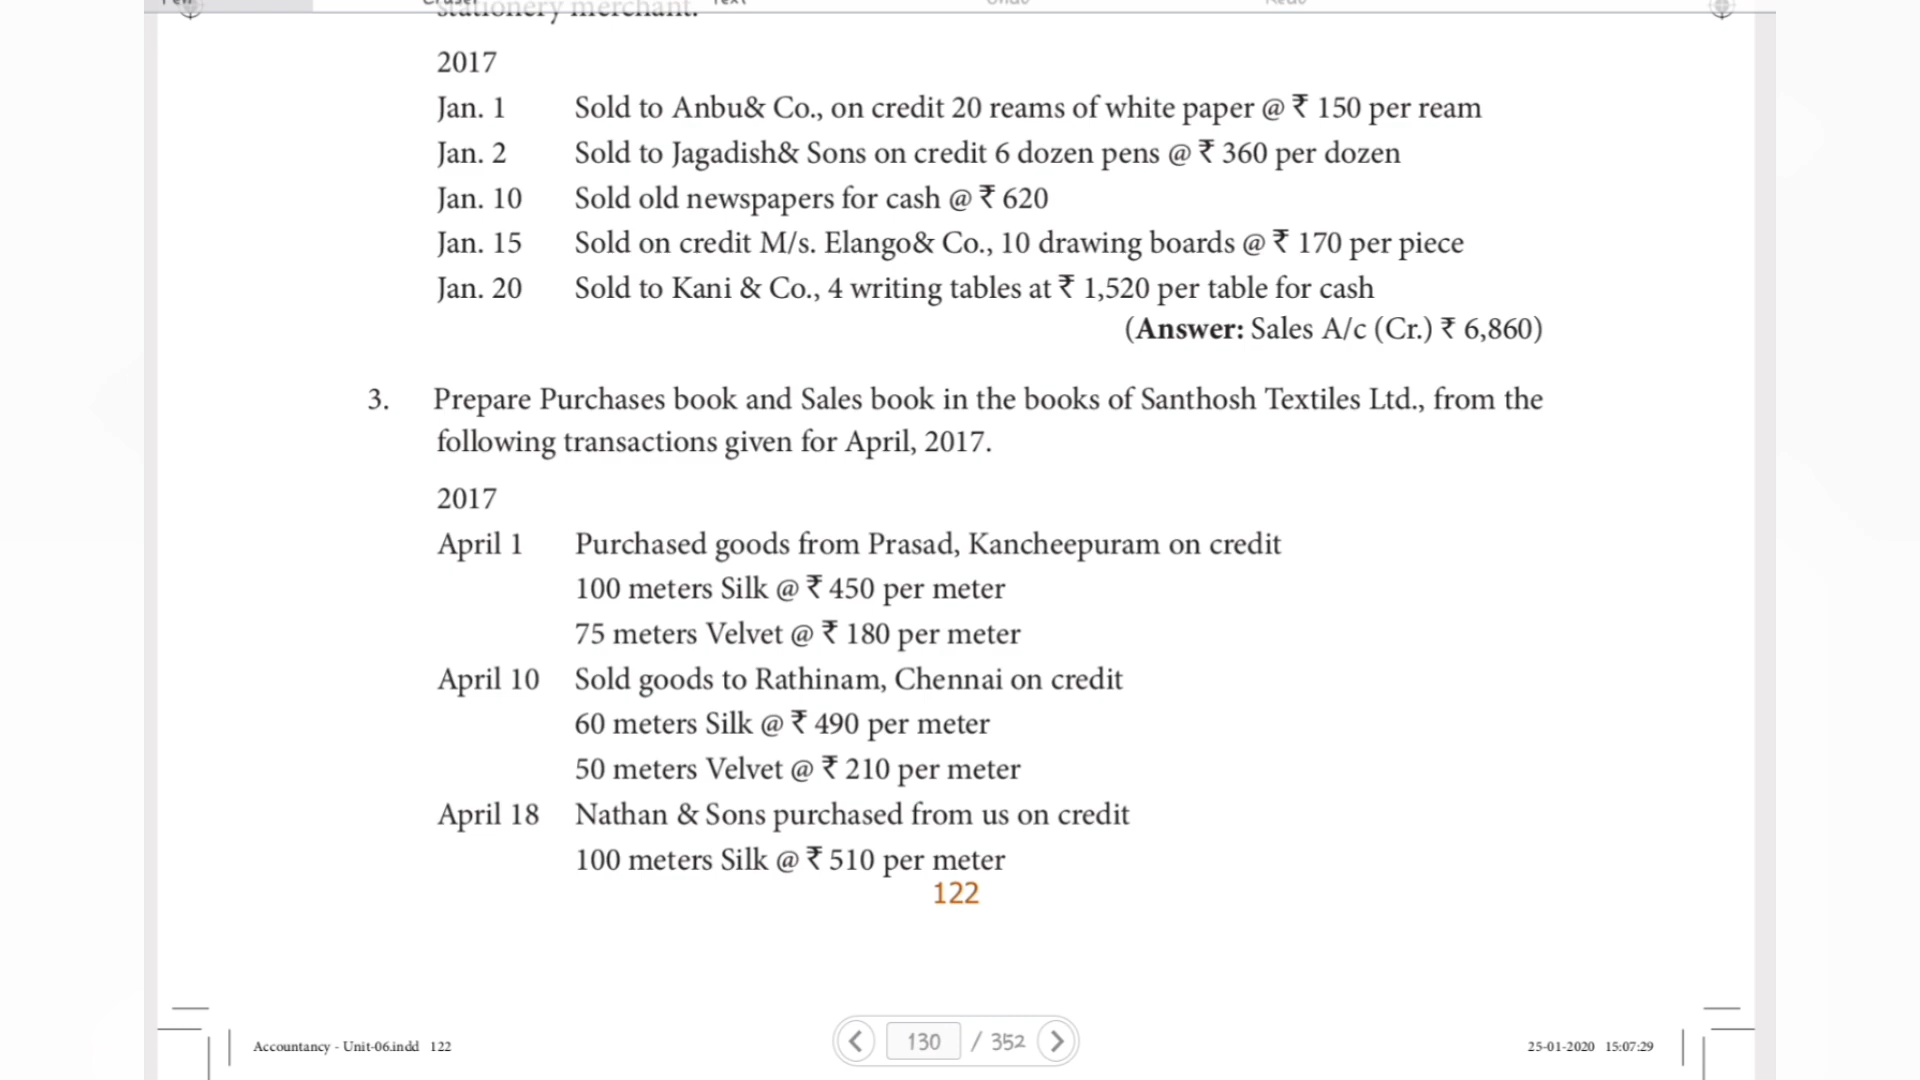 stationery merchant.
2017
Jan. 1 Sold to Anbu& Co., on credit 20 reams of white paper @ ₹ 150 per ream
Jan. 2 Sold to Jagadish& Sons on credit 6 dozen pens @ ₹ 360 per dozen
Jan. 10 Sold old newspapers for cash @ ₹ 620
Jan. 15 Sold on credit M/s. Elango& Co., 10 drawing boards @ ₹ 170 per piece
Jan. 20 Sold to Kani & Co., 4 writing tables at ₹ 1,520 per table for cash
(Answer: Sales A/c (Cr.) ₹ 6,860)
3. Prepare Purchases book and Sales book in the books of Santhosh Textiles Ltd., from the
following transactions given for April, 2017.
2017
April 1 Purchased goods from Prasad, Kancheepuram on credit
100 meters Silk @ ₹ 450 per meter
75 meters Velvet @ ₹ 180 per meter
April 10 Sold goods to Rathinam, Chennai on credit
60 meters Silk @ ₹ 490 per meter
50 meters Velvet @ ₹ 210 per meter
April 18 Nathan & Sons purchased from us on credit
100 meters Silk @ ₹ 510 per meter
122
Accountancy - Unit-06.indd 122
130 / 352
25-01-2020 15:07:29